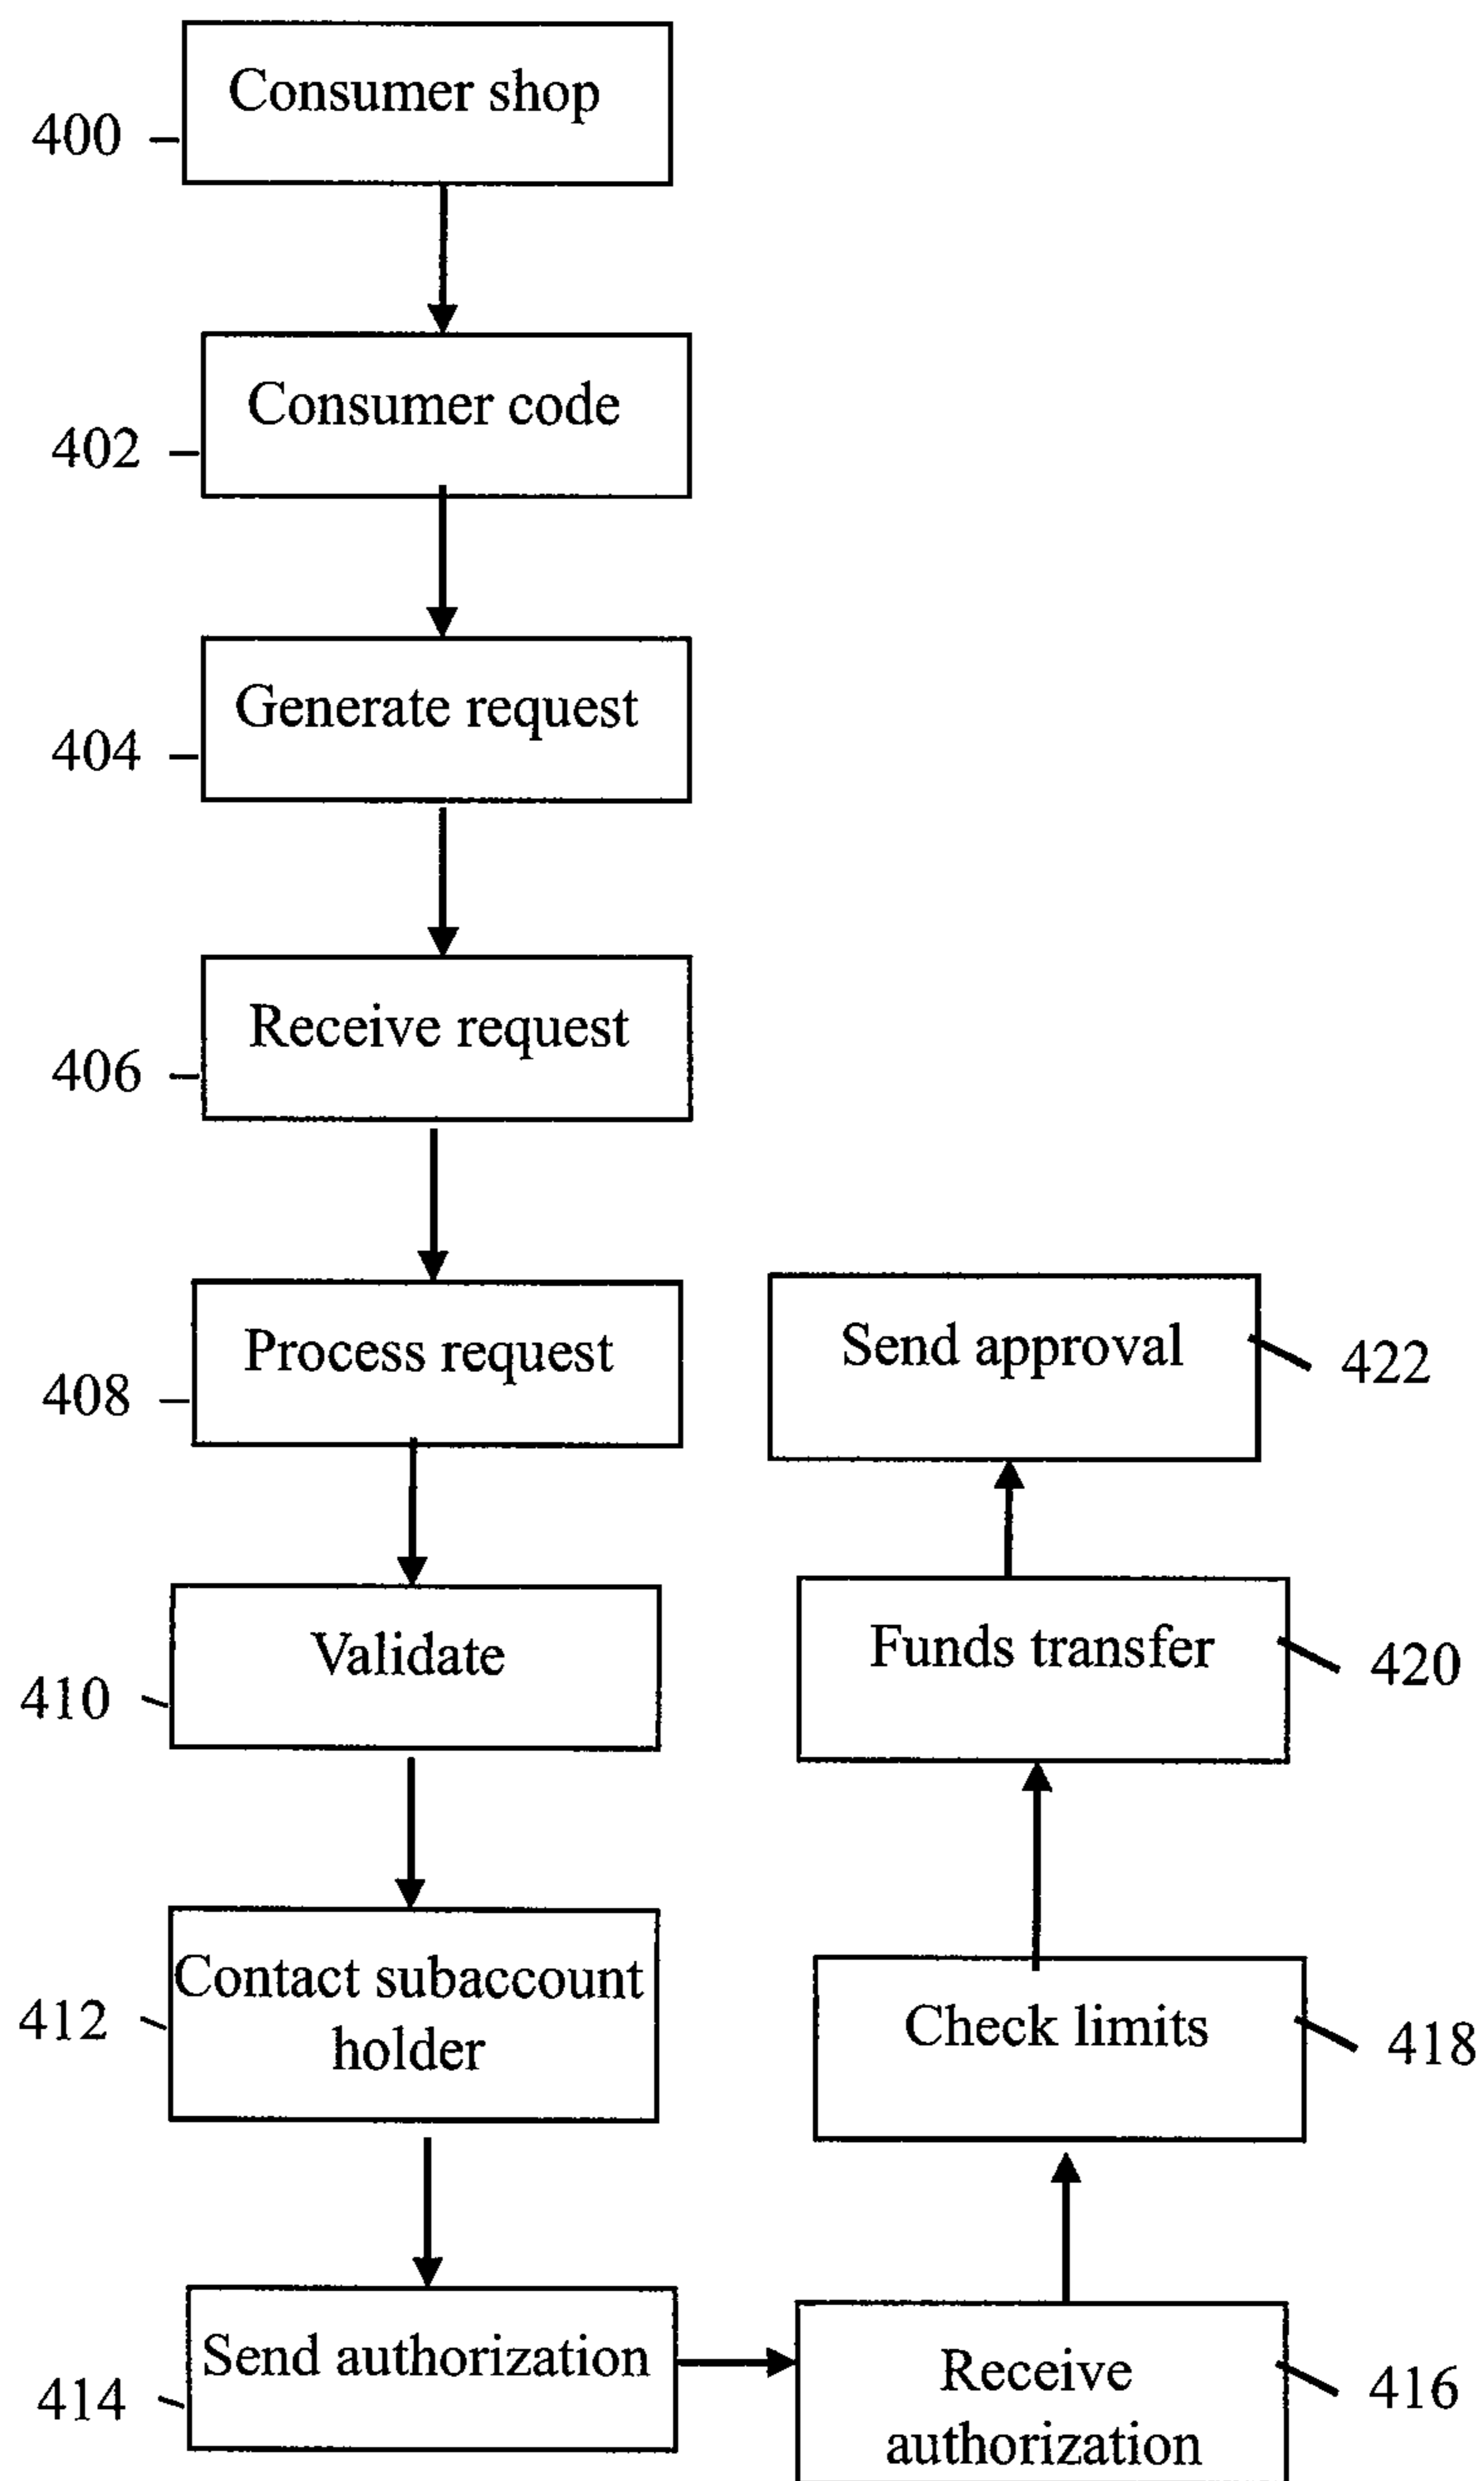 Consumer shop
400
Consumer code
402
Generate request
404
Receive request
406
Process request
408
Validate
410
Contact subaccount
holder
412
Send authorization
414
Receive
authorization
416
Check limits
418
Funds transfer
420
Send approval
422